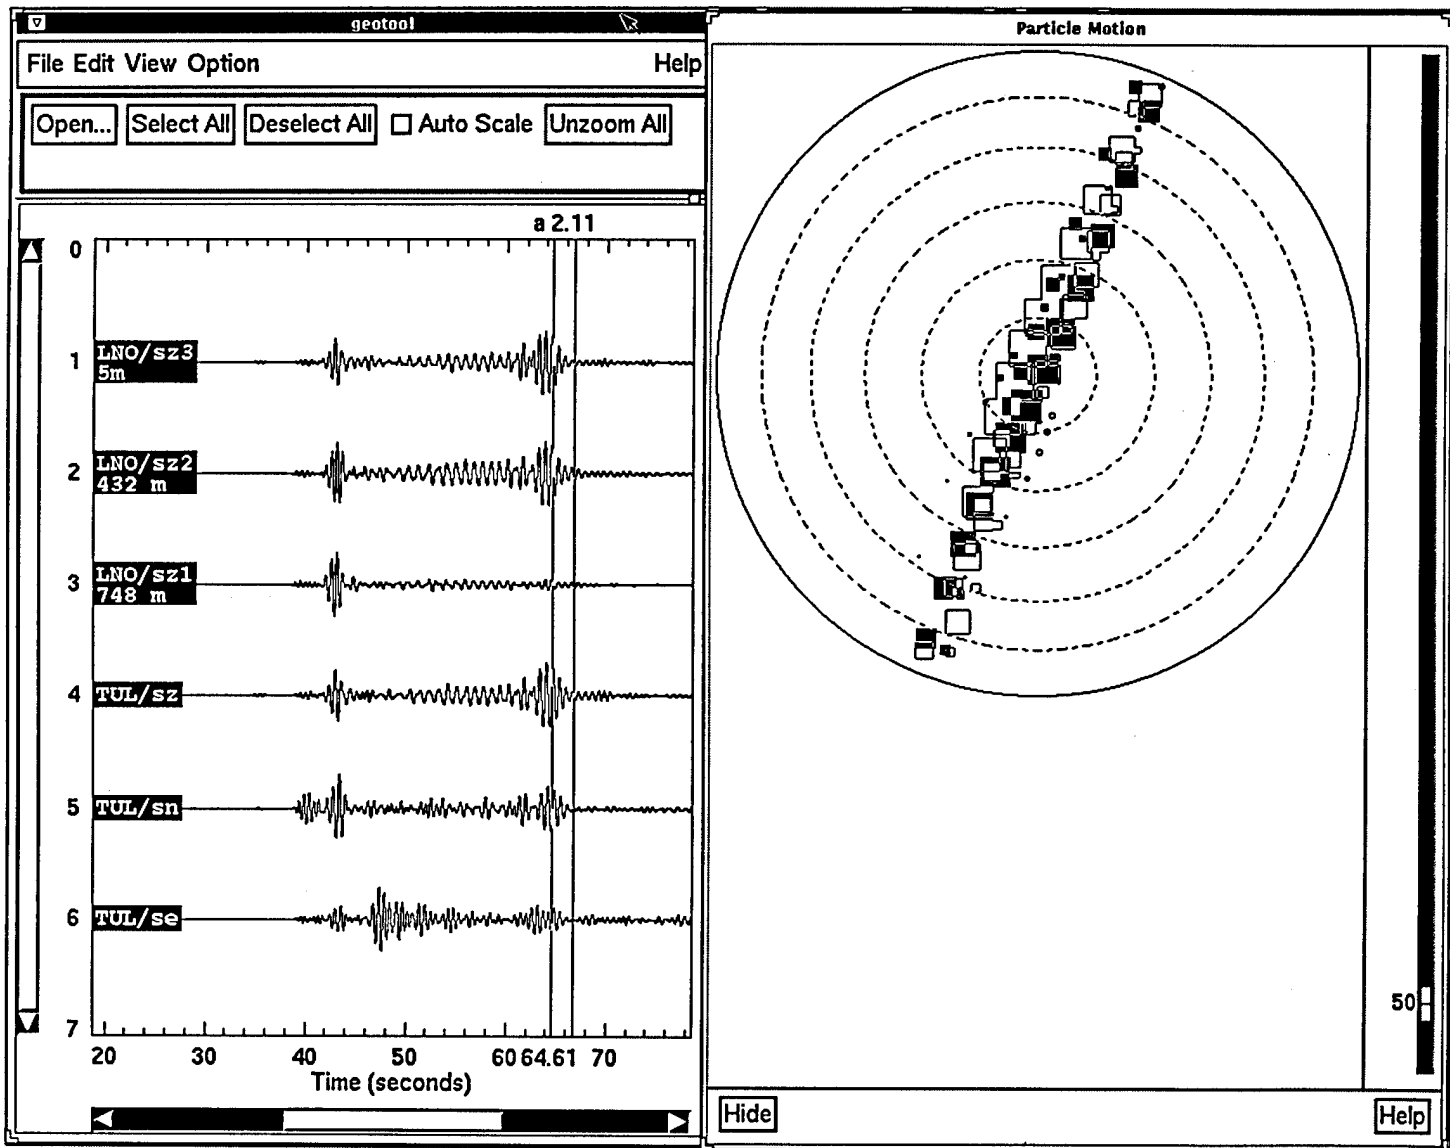 geotool
File Edit View Option Help
Open... Select All Deselect All Auto Scale Unzoom All
a 2.11
0
1
LNO/sz3
5m
2
LNO/sz2
432 m
3
LNO/sz1
748 m
4
TUL/sz
5
TUL/sn
6
TUL/se
7
20 30 40 50 60 64.61 70
Time (seconds)
Particle Motion
50
Hide Help